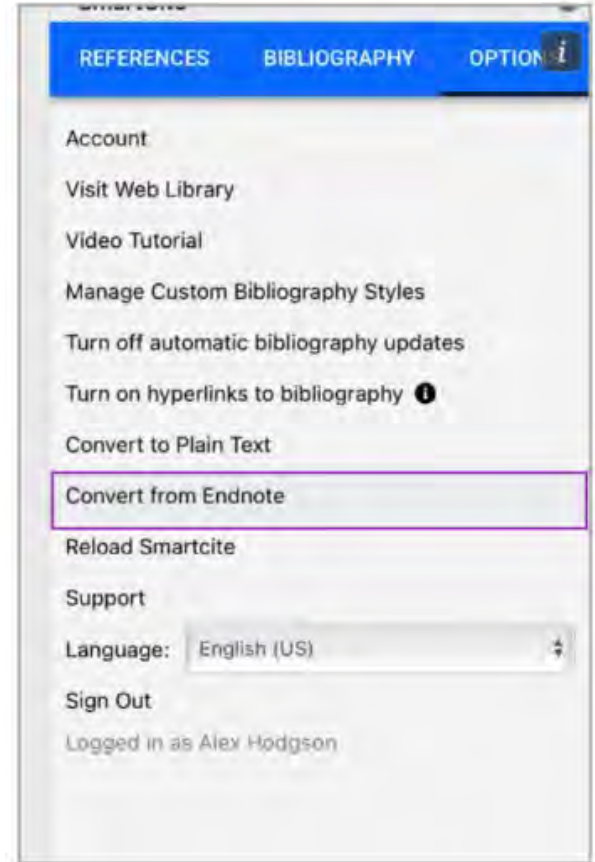 REFERENCES BIBLIOGRAPHY OPTION i
Account
Visit Web Library
Video Tutorial
Manage Custom Bibliography Styles
Turn off automatic bibliography updates
Turn on hyperlinks to bibliography i
Convert to Plain Text
Convert from Endnote
Reload Smartcite
Support
Language: English (US)
Sign Out
Logged in as Alex Hodgson